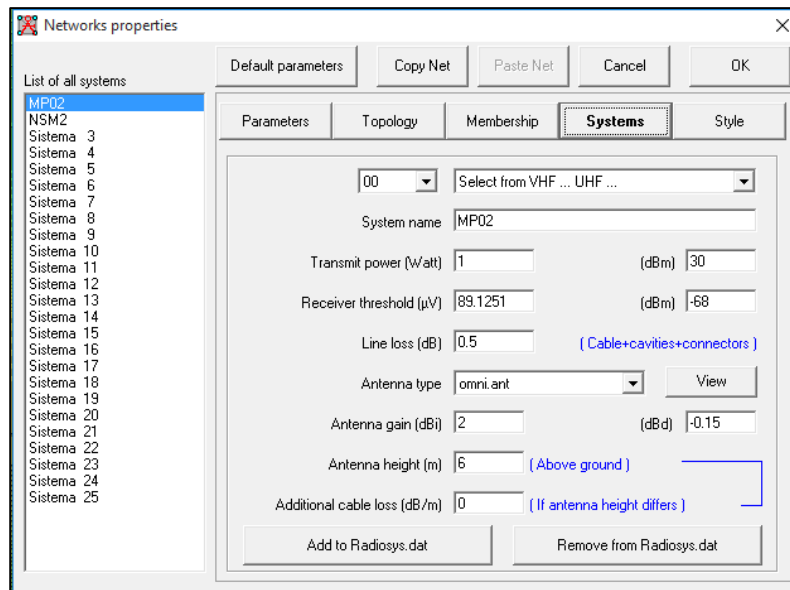 Networks properties
Default parameters
Copy Net
Paste Net
Cancel
OK
List of all systems
MP02
NSM2
Sistema 3
Sistema 4
Sistema 5
Sistema 6
Sistema 7
Sistema 8
Sistema 9
Sistema 10
Sistema 11
Sistema 12
Sistema 13
Sistema 14
Sistema 15
Sistema 16
Sistema 17
Sistema 18
Sistema 19
Sistema 20
Sistema 21
Sistema 22
Sistema 23
Sistema 24
Sistema 25
Parameters
Topology
Membership
Systems
Style
00 Select from VHF ... UHF ...
System name MP02
Transmit power (Watt) 1 (dBm) 30
Receiver threshold (µV) 89.1251 (dBm) -68
Line loss (dB) 0.5 ( Cable+cavities+connectors )
Antenna type omni.ant View
Antenna gain (dBi) 2 (dBd) -0.15
Antenna height (m) 6 ( Above ground )
Additional cable loss (dB/m) 0 ( If antenna height differs )
Add to Radiosys.dat
Remove from Radiosys.dat